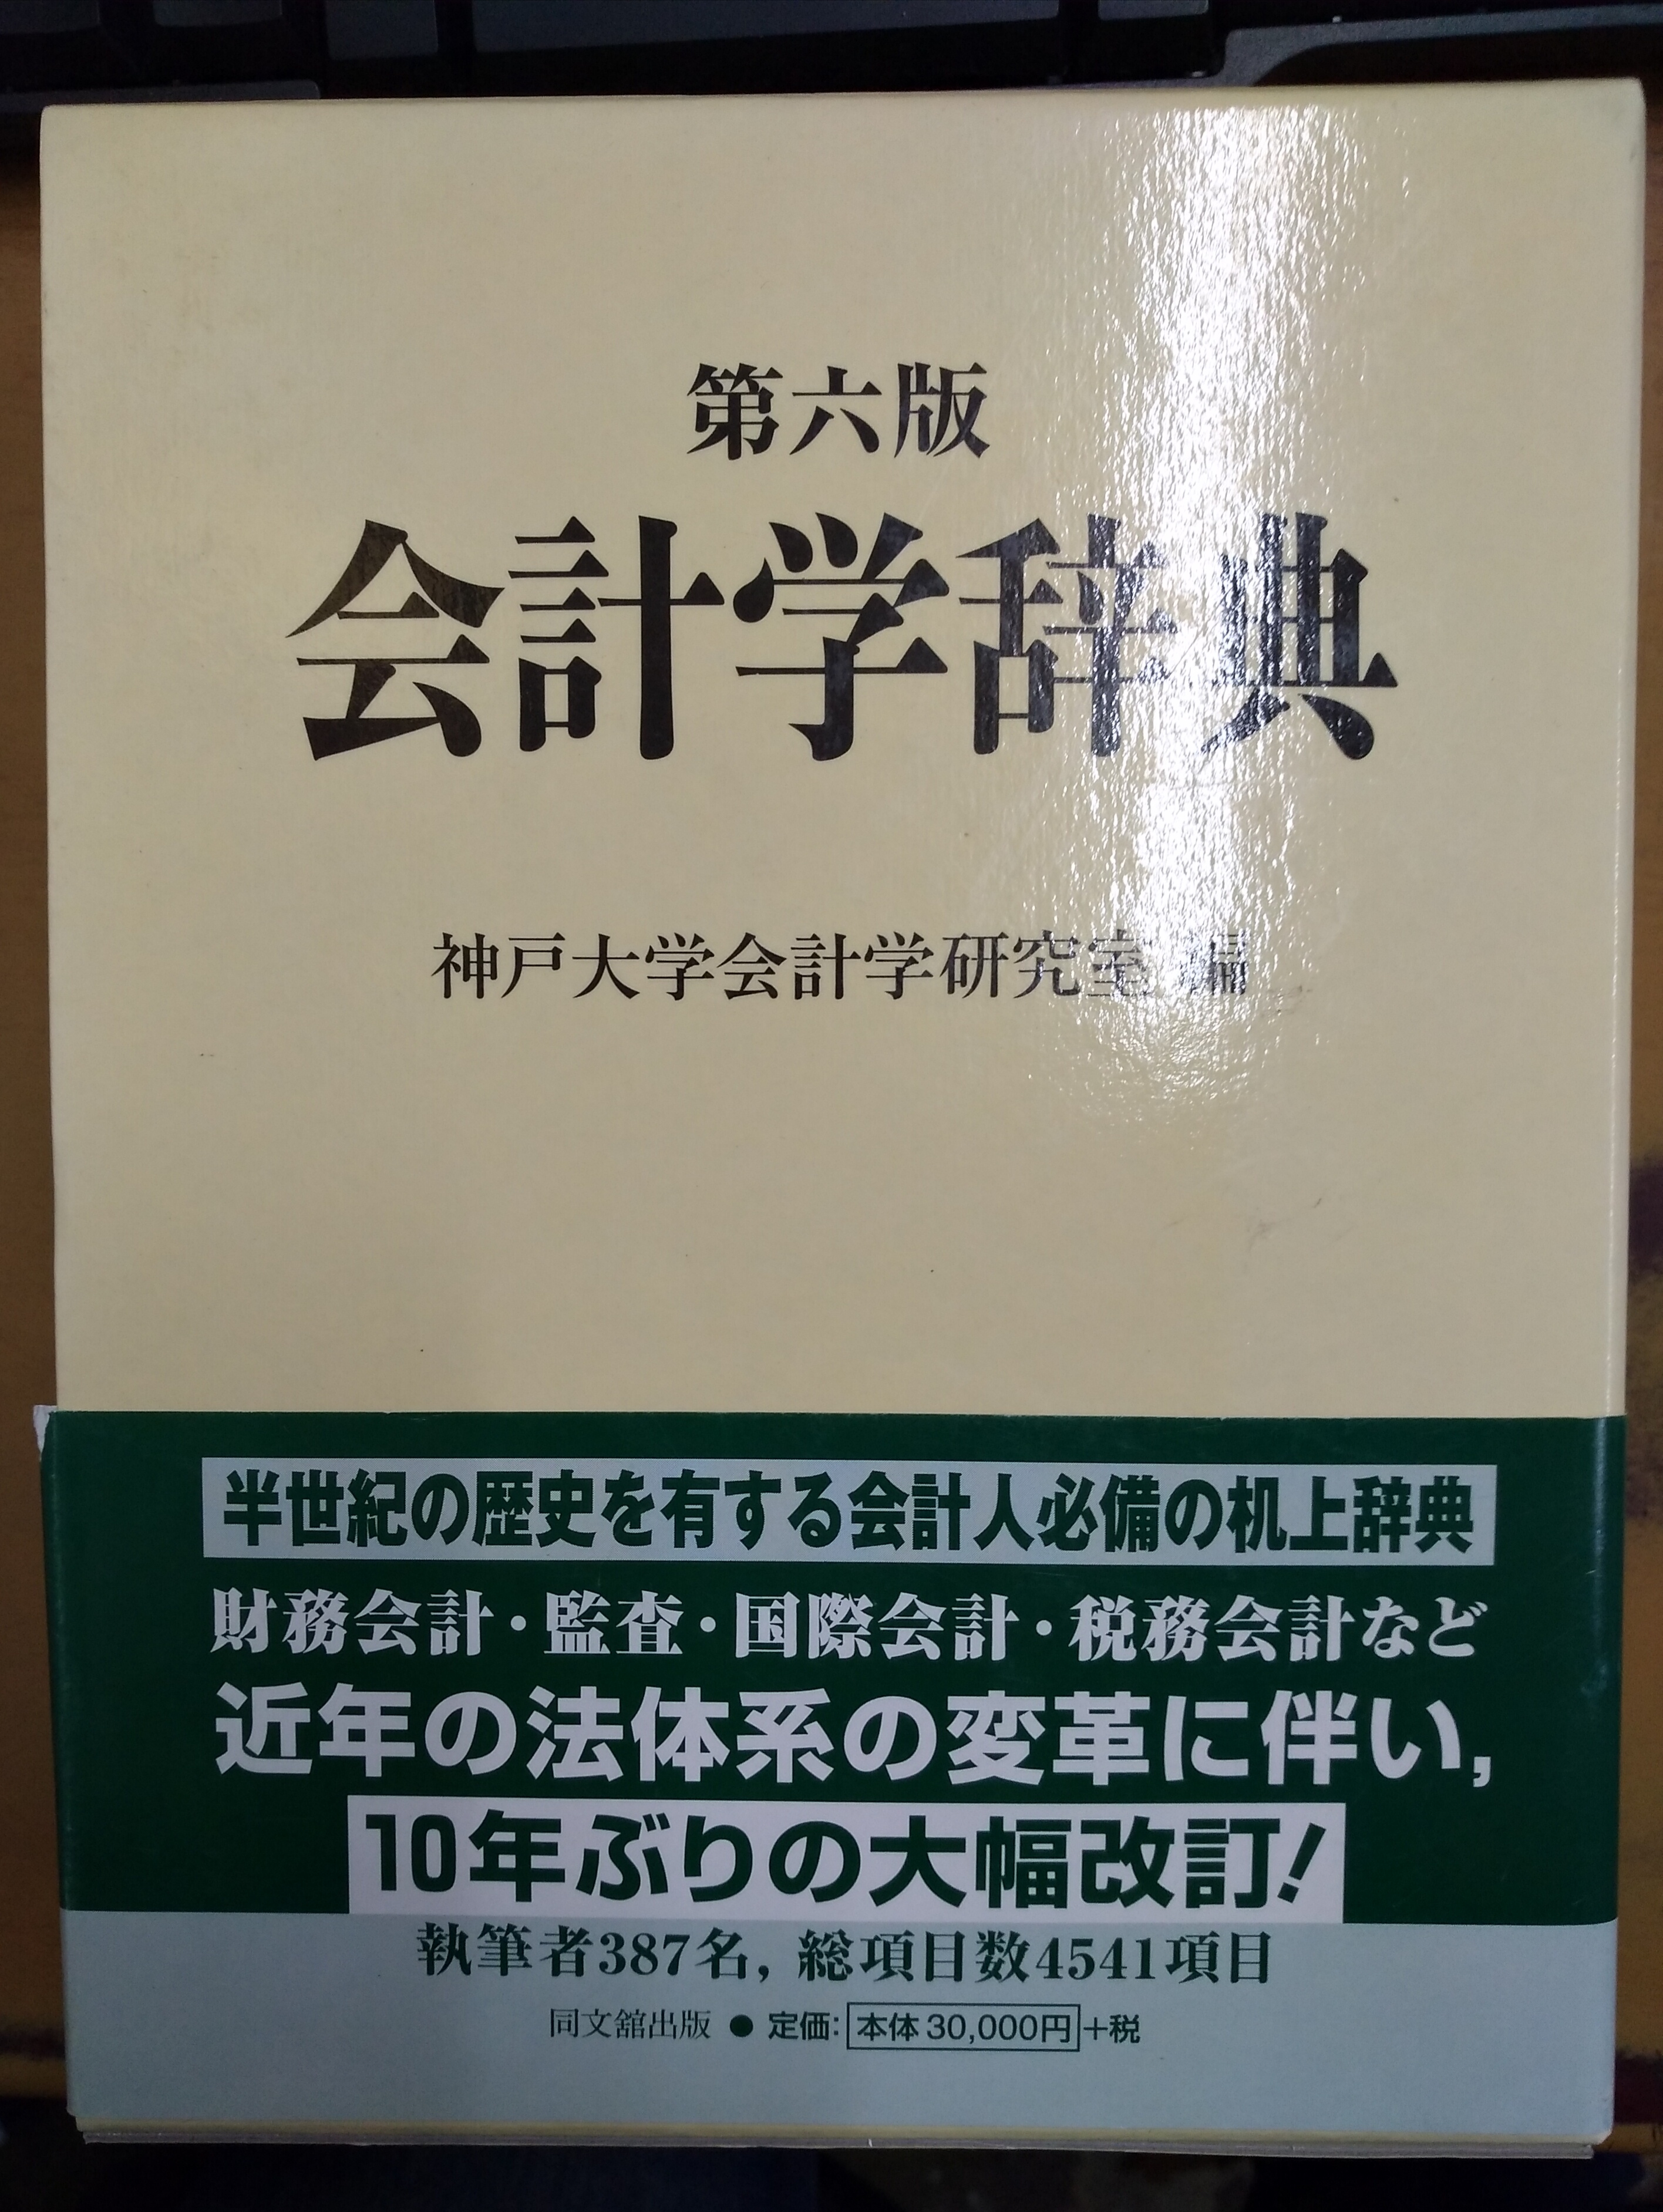 第六版
会計学辞典
神戸大学会計学研究室 編
半世紀の歴史を有する会計人必備の机上辞典
財務会計・監査・国際会計・税務会計など
近年の法体系の変革に伴い,
10年ぶりの大幅改訂!
執筆者387名, 総項目数4541項目
同文舘出版 ● 定価: 本体 30,000円 +税